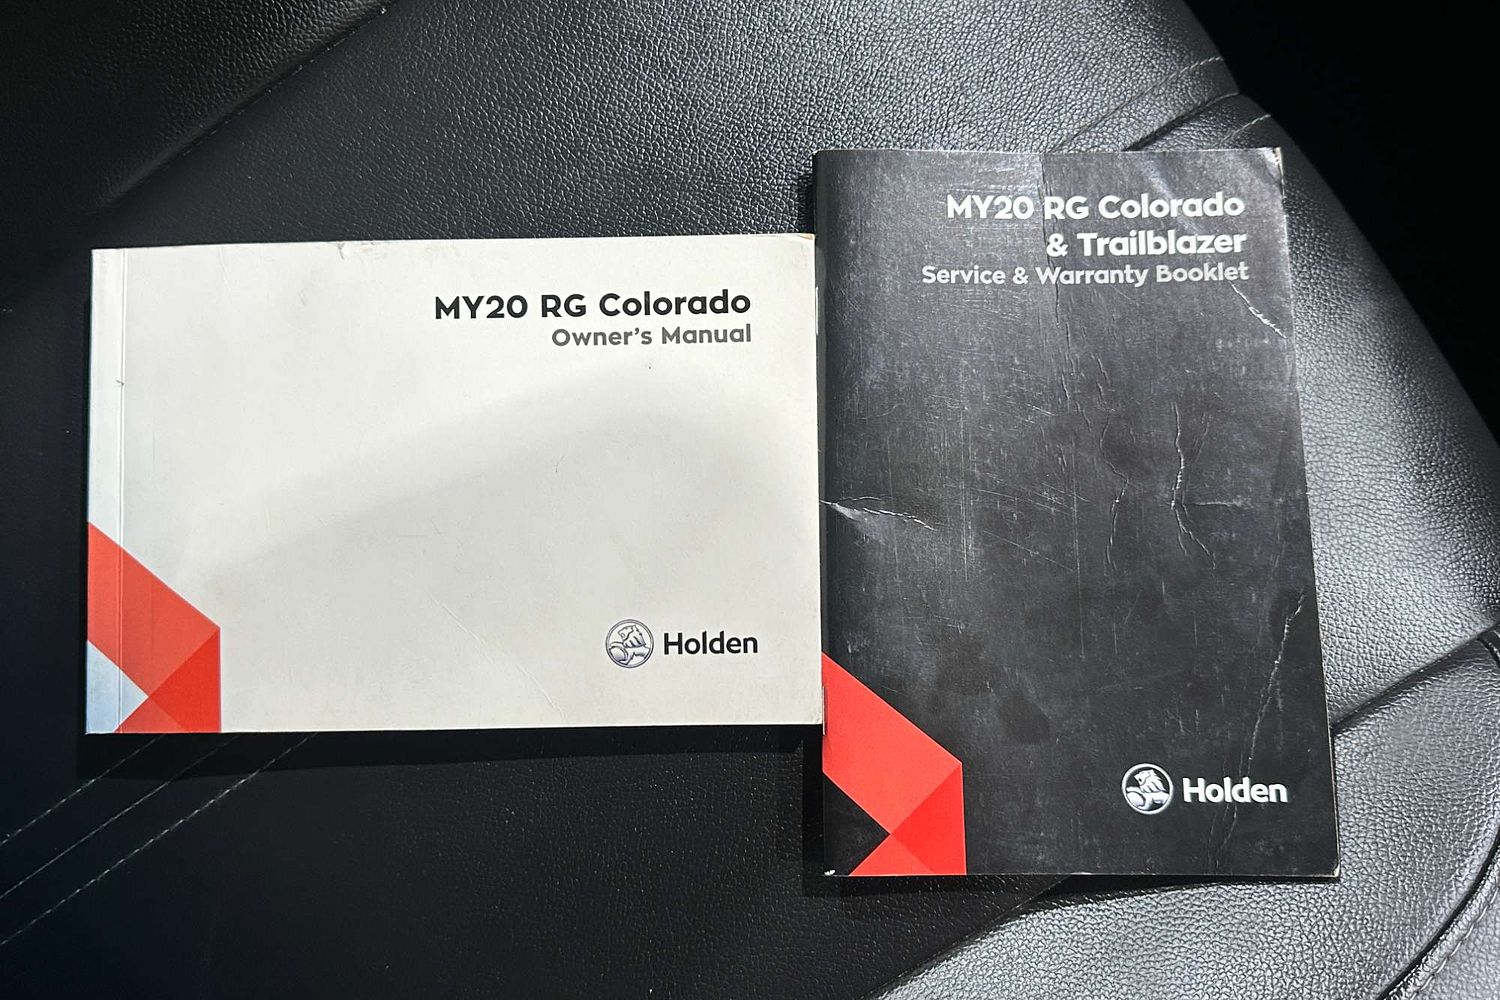 MY20 RG Colorado
Owner's Manual
Holden
MY20 RG Colorado
& Trailblazer
Service & Warranty Booklet
Holden